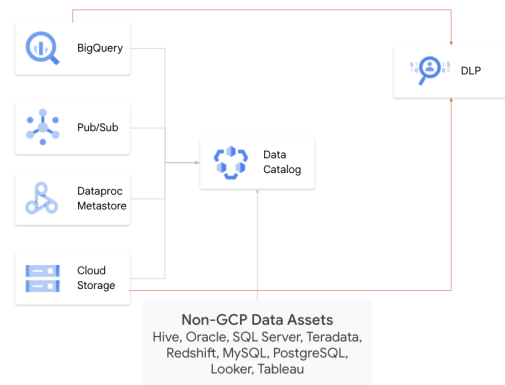 BigQuery
DLP
Pub/Sub
Data
Catalog
Dataproc
Metastore
Cloud
Storage
Non-GCP Data Assets
Hive, Oracle, SQL Server, Teradata,
Redshift, MySQL, PostgreSQL,
Looker, Tableau